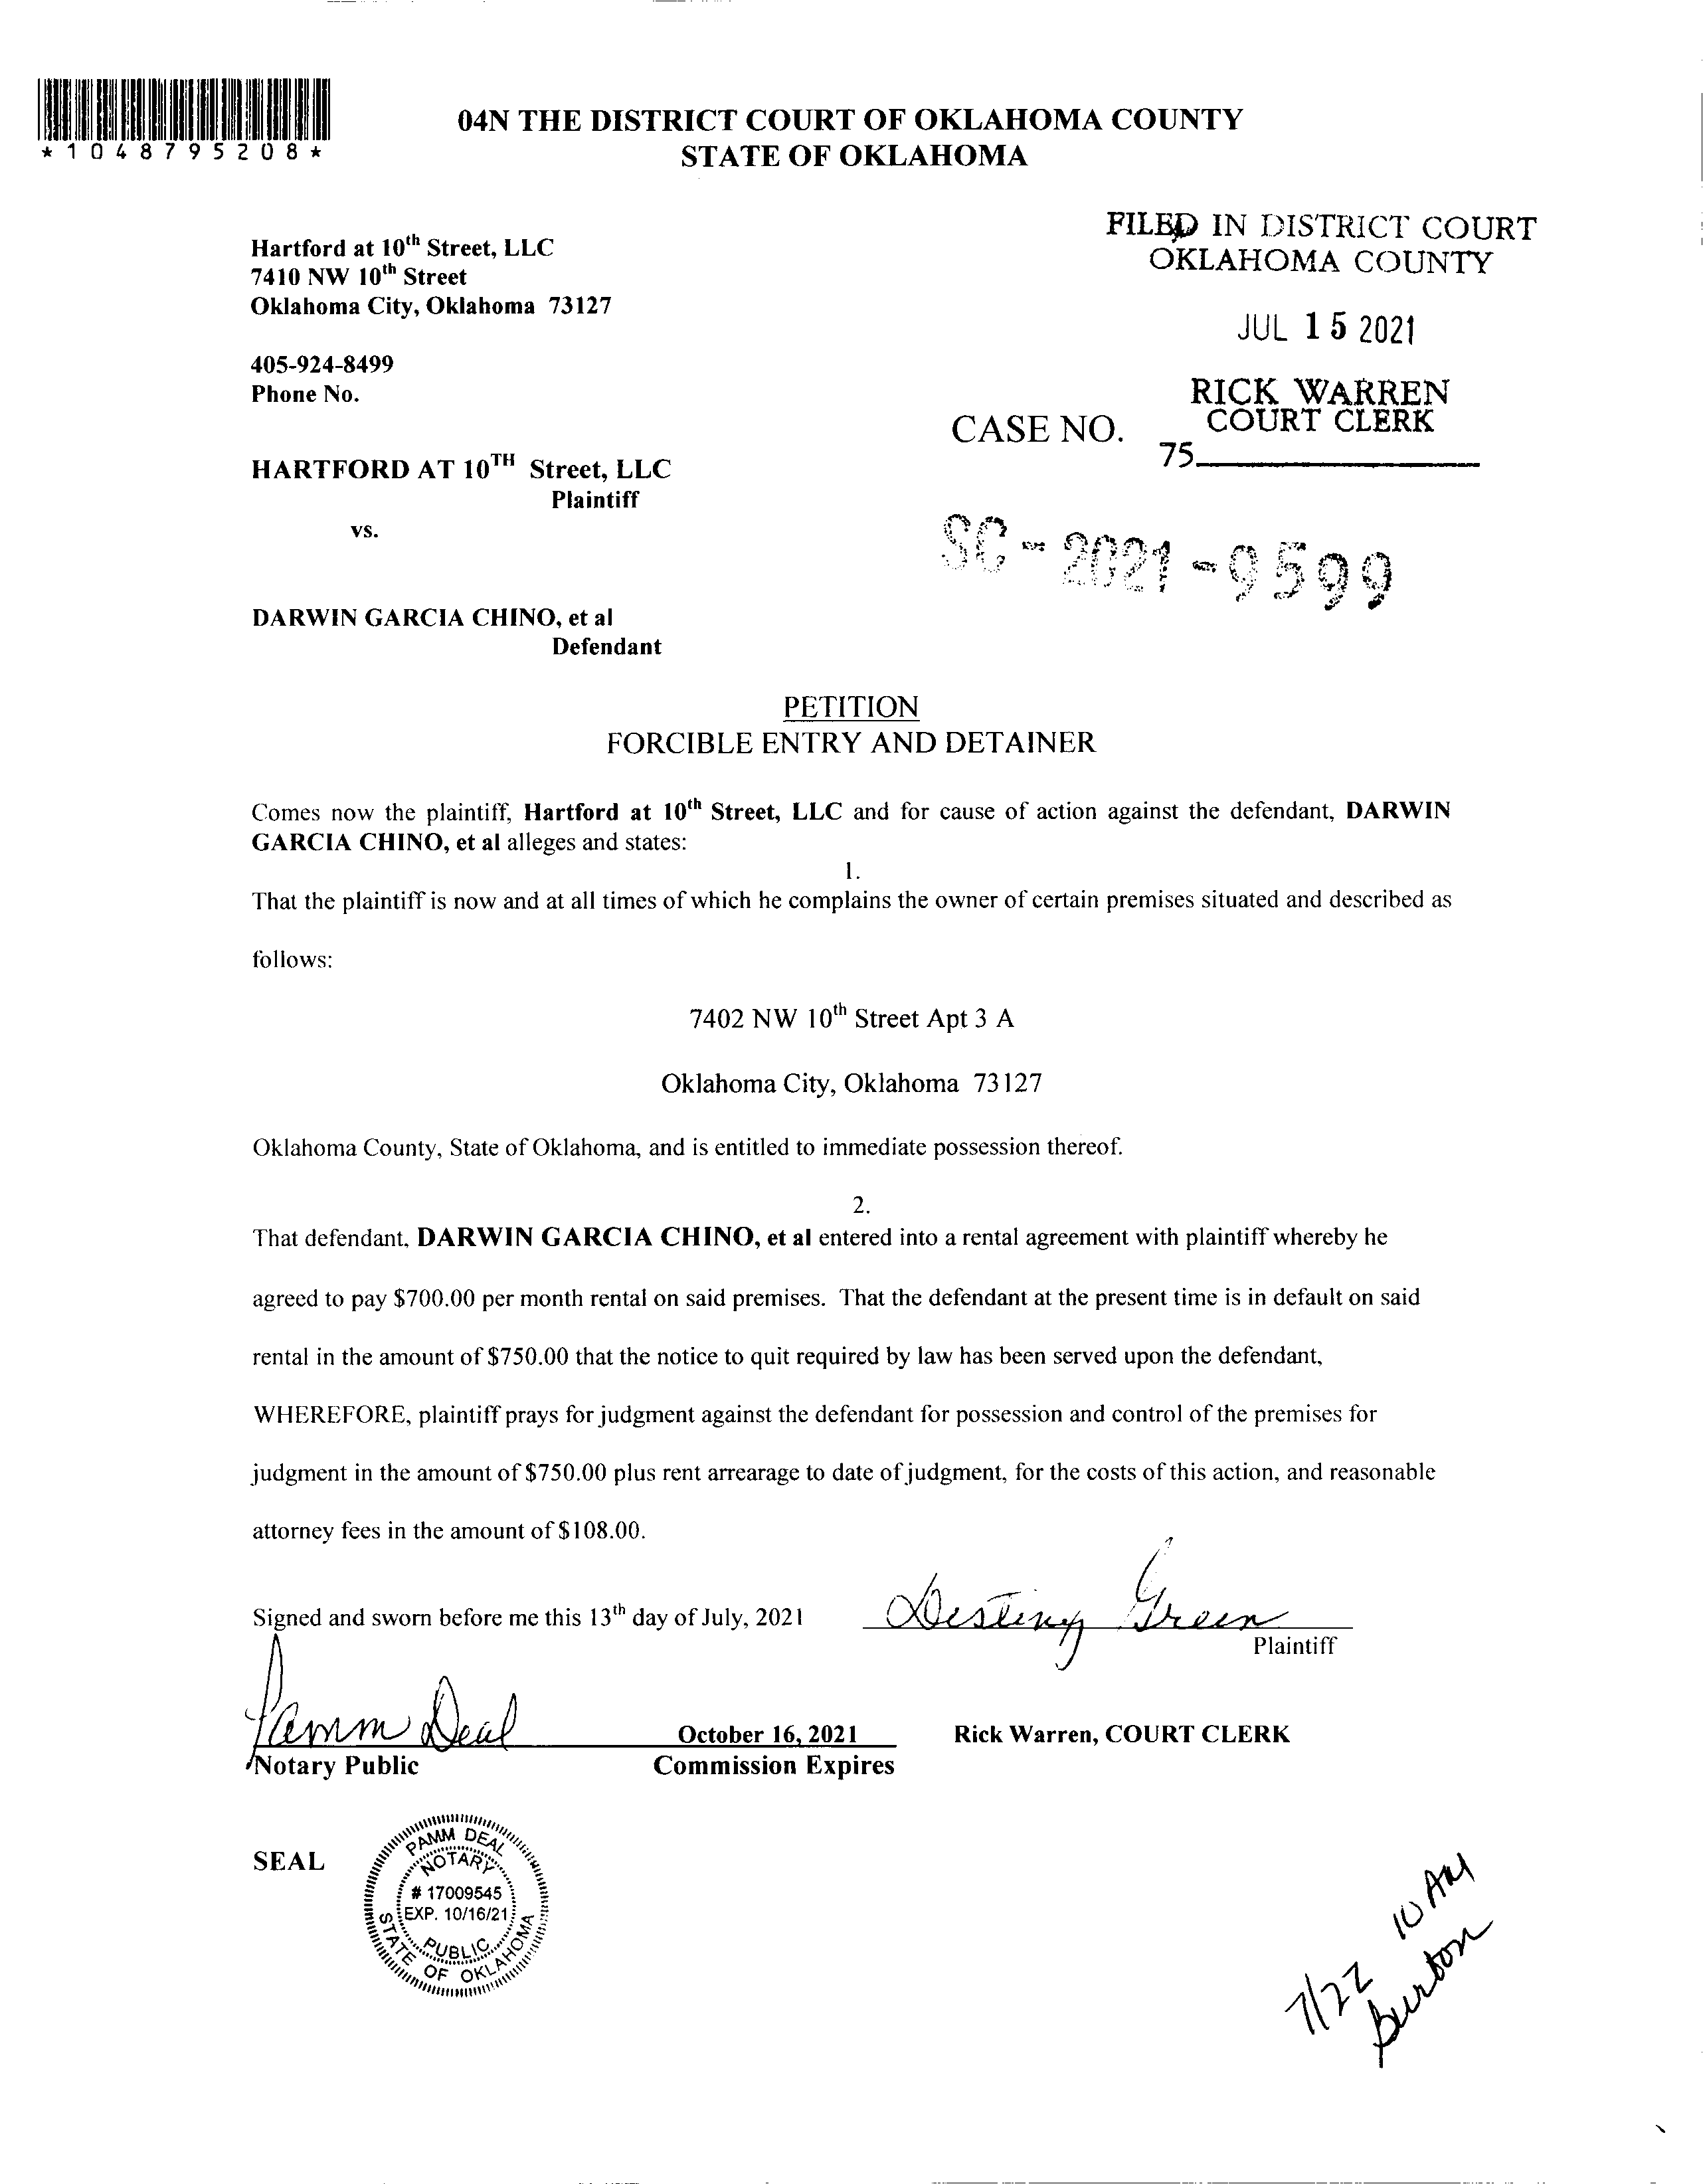 *1048795208*
04N THE DISTRICT COURT OF OKLAHOMA COUNTY
STATE OF OKLAHOMA
FILED IN DISTRICT COURT
OKLAHOMA COUNTY
JUL 15 2021
RICK WARREN
COURT CLERK
75
Hartford at 10th Street, LLC
7410 NW 10th Street
Oklahoma City, Oklahoma 73127
405-924-8499
Phone No.
CASE NO.
HARTFORD AT 10TH Street, LLC
Plaintiff
vs.
SC-2021-9599
DARWIN GARCIA CHINO, et al
Defendant
PETITION
FORCIBLE ENTRY AND DETAINER
Comes now the plaintiff, Hartford at 10th Street, LLC and for cause of action against the defendant, DARWIN
GARCIA CHINO, et al alleges and states:
1.
That the plaintiff is now and at all times of which he complains the owner of certain premises situated and described as
follows:
7402 NW 10th Street Apt 3 A
Oklahoma City, Oklahoma 73127
Oklahoma County, State of Oklahoma, and is entitled to immediate possession thereof.
2.
That defendant, DARWIN GARCIA CHINO, et al entered into a rental agreement with plaintiff whereby he
agreed to pay $700.00 per month rental on said premises. That the defendant at the present time is in default on said
rental in the amount of $750.00 that the notice to quit required by law has been served upon the defendant,
WHEREFORE, plaintiff prays for judgment against the defendant for possession and control of the premises for
judgment in the amount of $750.00 plus rent arrearage to date of judgment, for the costs of this action, and reasonable
attorney fees in the amount of $108.00.
Signed and sworn before me this 13th day of July, 2021
Destiny Green
Plaintiff
Pamm Deal
Notary Public
October 16, 2021
Commission Expires
Rick Warren, COURT CLERK
SEAL
PAMM DEAL
NOTARY
# 17009545
EXP. 10/16/21
PUBLIC
STATE OF OKLAHOMA
7/22 10 AM
Burton